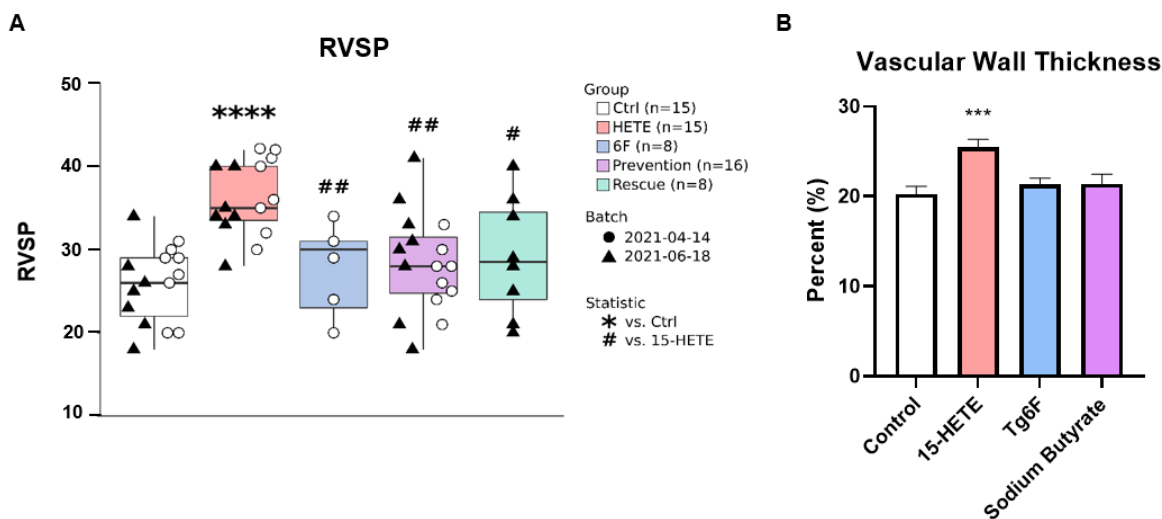 A
RVSP
RVSP
50
40
30
20
10
****
##
##
#
Group
Ctrl (n=15)
HETE (n=15)
6F (n=8)
Prevention (n=16)
Rescue (n=8)
Batch
2021-04-14
2021-06-18
Statistic
* vs. Ctrl
# vs. 15-HETE
B
Vascular Wall Thickness
Percent (%)
30
20
10
0
***
Control
15-HETE
Tg6F
Sodium Butyrate